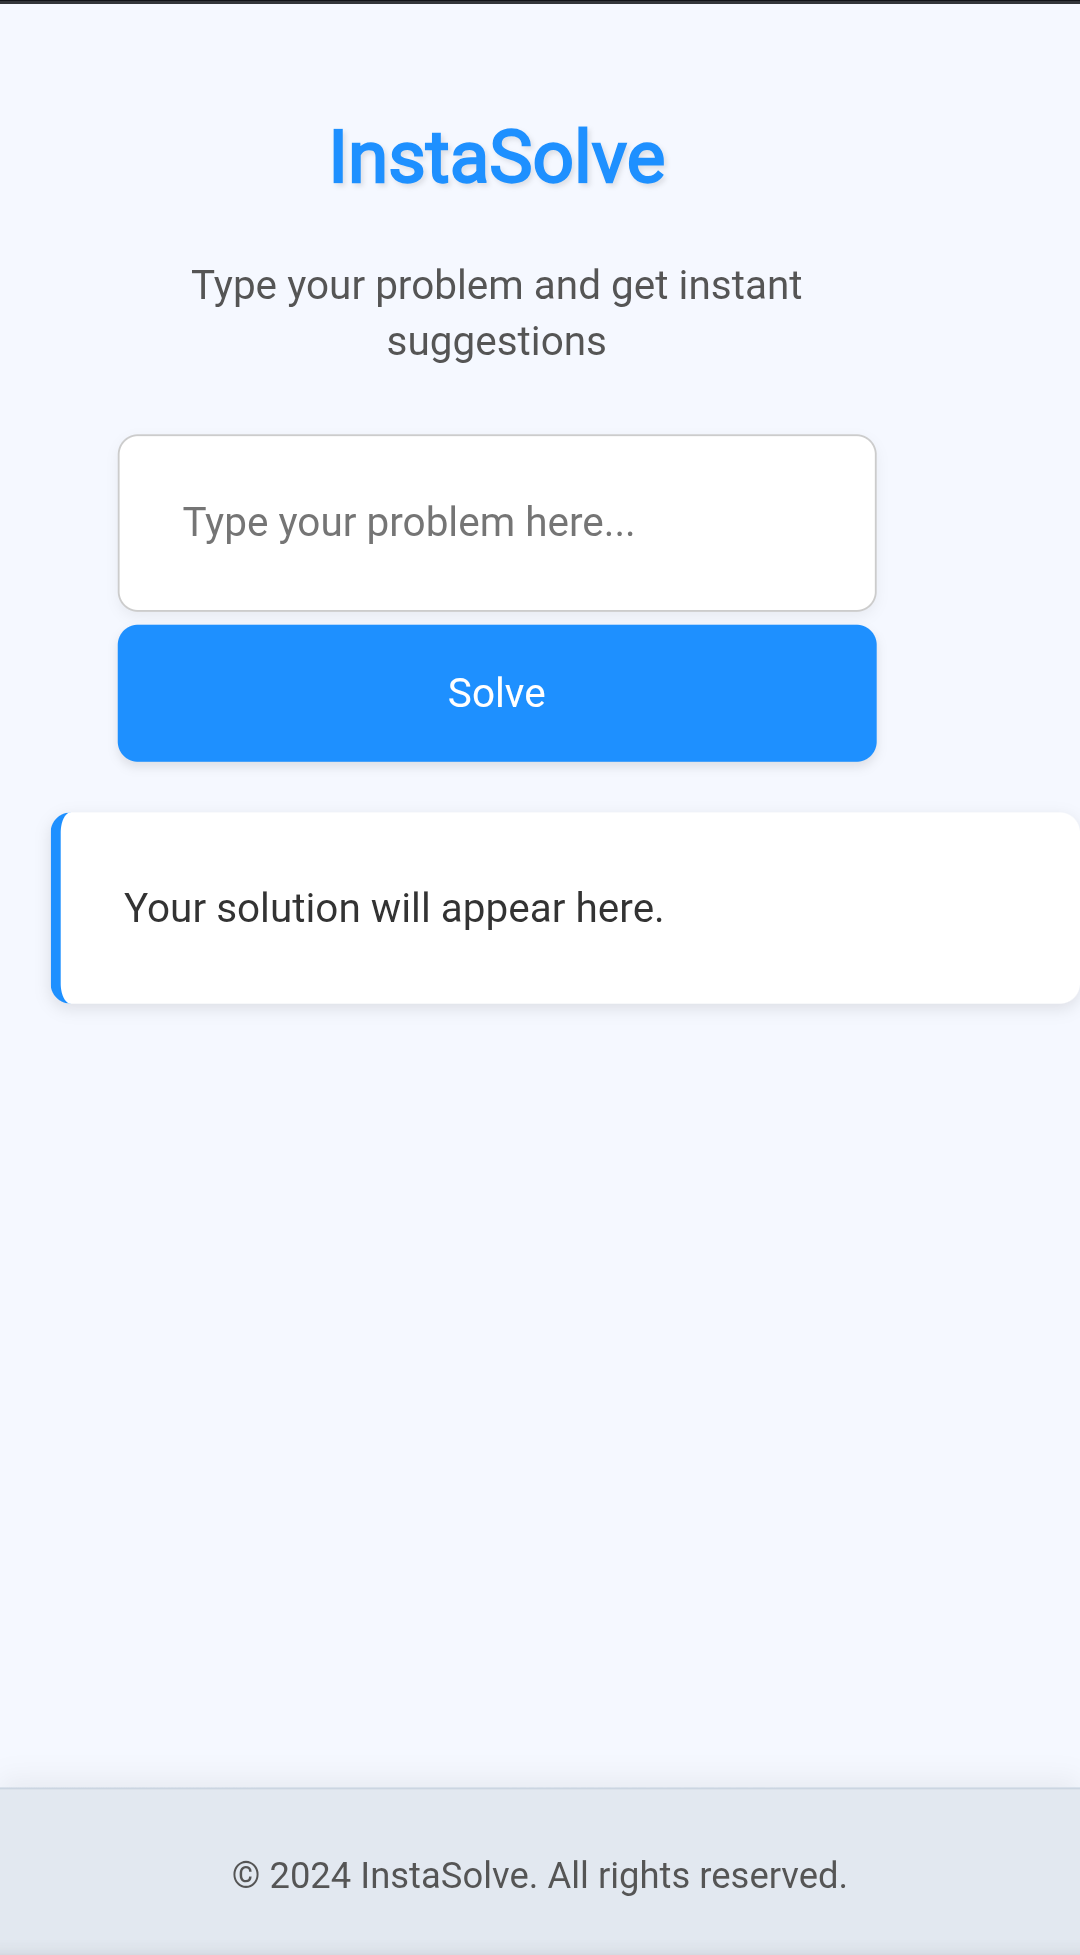 InstaSolve
Type your problem and get instant
suggestions
Type your problem here...
Solve
Your solution will appear here.
© 2024 InstaSolve. All rights reserved.